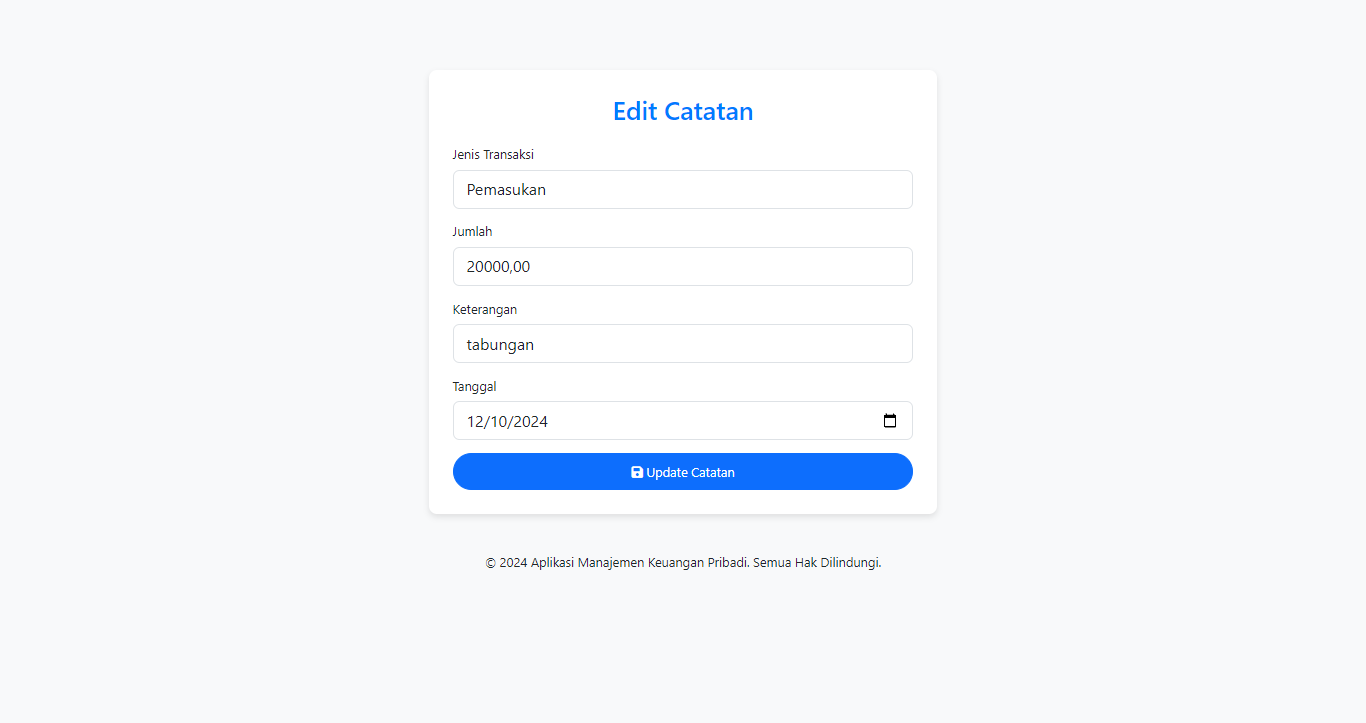 Edit Catatan
Jenis Transaksi
Pemasukan
Jumlah
20000,00
Keterangan
tabungan
Tanggal
12/10/2024
Update Catatan
© 2024 Aplikasi Manajemen Keuangan Pribadi. Semua Hak Dilindungi.